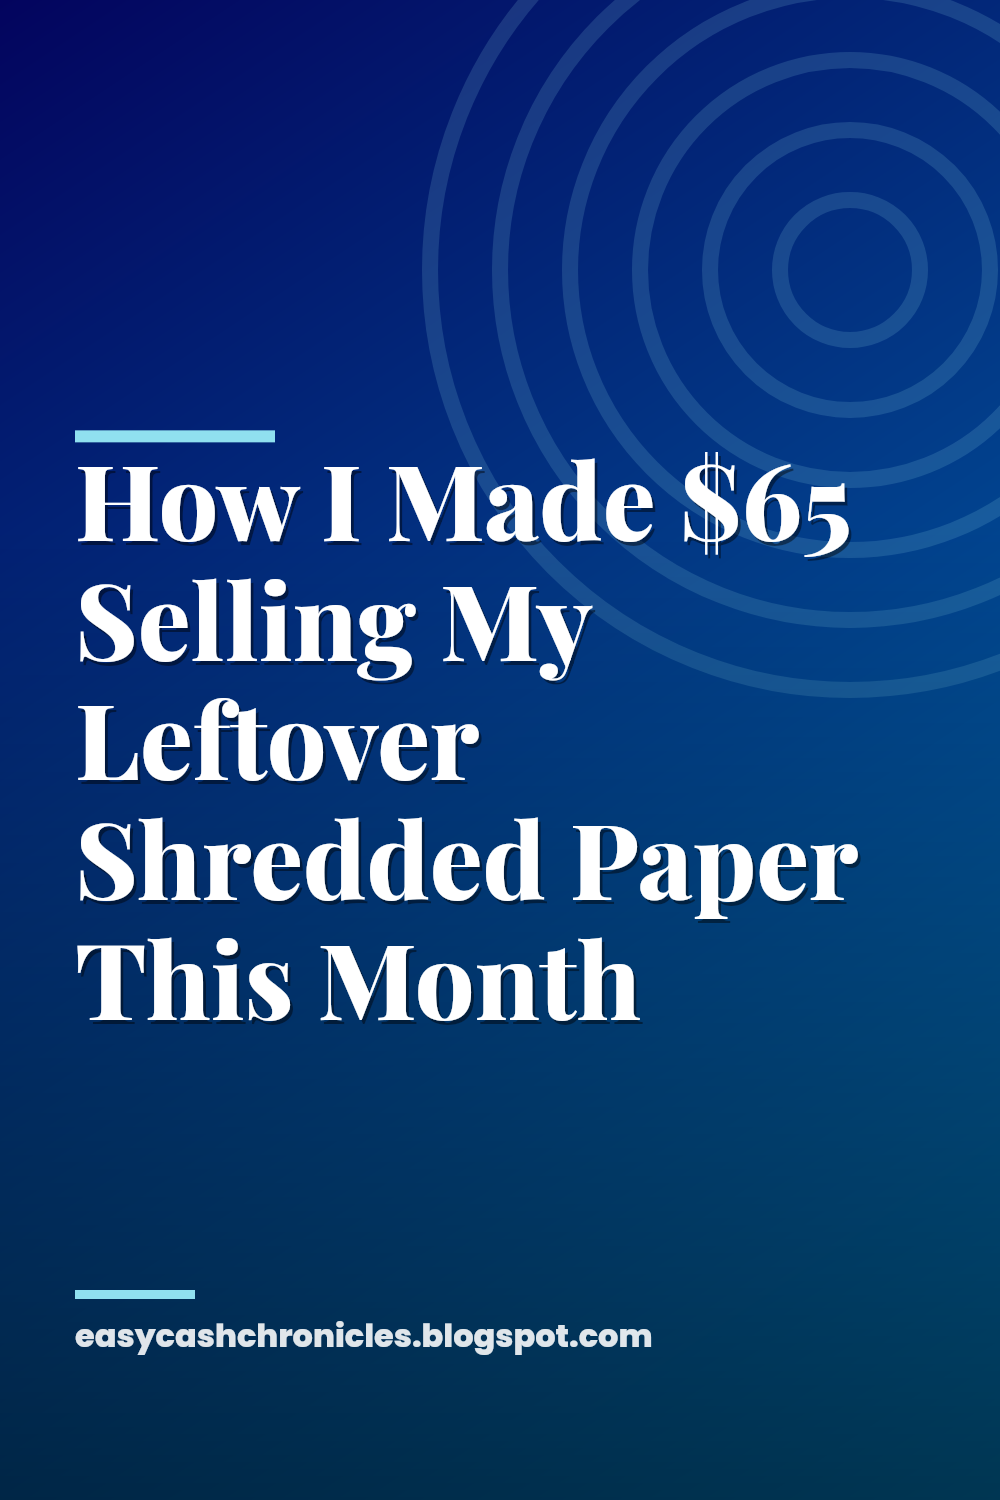 How I Made $65
Selling My
Leftover
Shredded Paper
This Month
easycashchronicles.blogspot.com